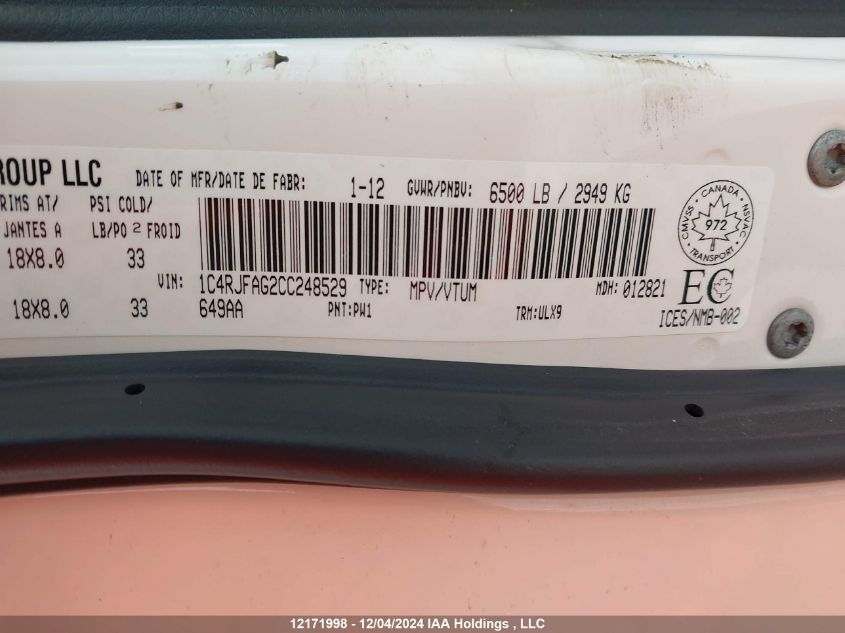 ROUP LLC DATE OF MFR/DATE DE FABR: 1-12 GVWR/PNBV: 6500 LB / 2949 KG
RIMS AT/ PSI COLD/
JANTES A LB/PO 2 FROID
18X8.0 33
VIN: 1C4RJFAG2CC248529 TYPE: MPV/VTUM MDH: 012821
18X8.0 33 649AA PNT:PW1 TRM:ULX9
CANADA
CMVSS NSVAC
972
TRANSPORT
EC
ICES/NMB-002
12171998 - 12/04/2024 IAA Holdings , LLC